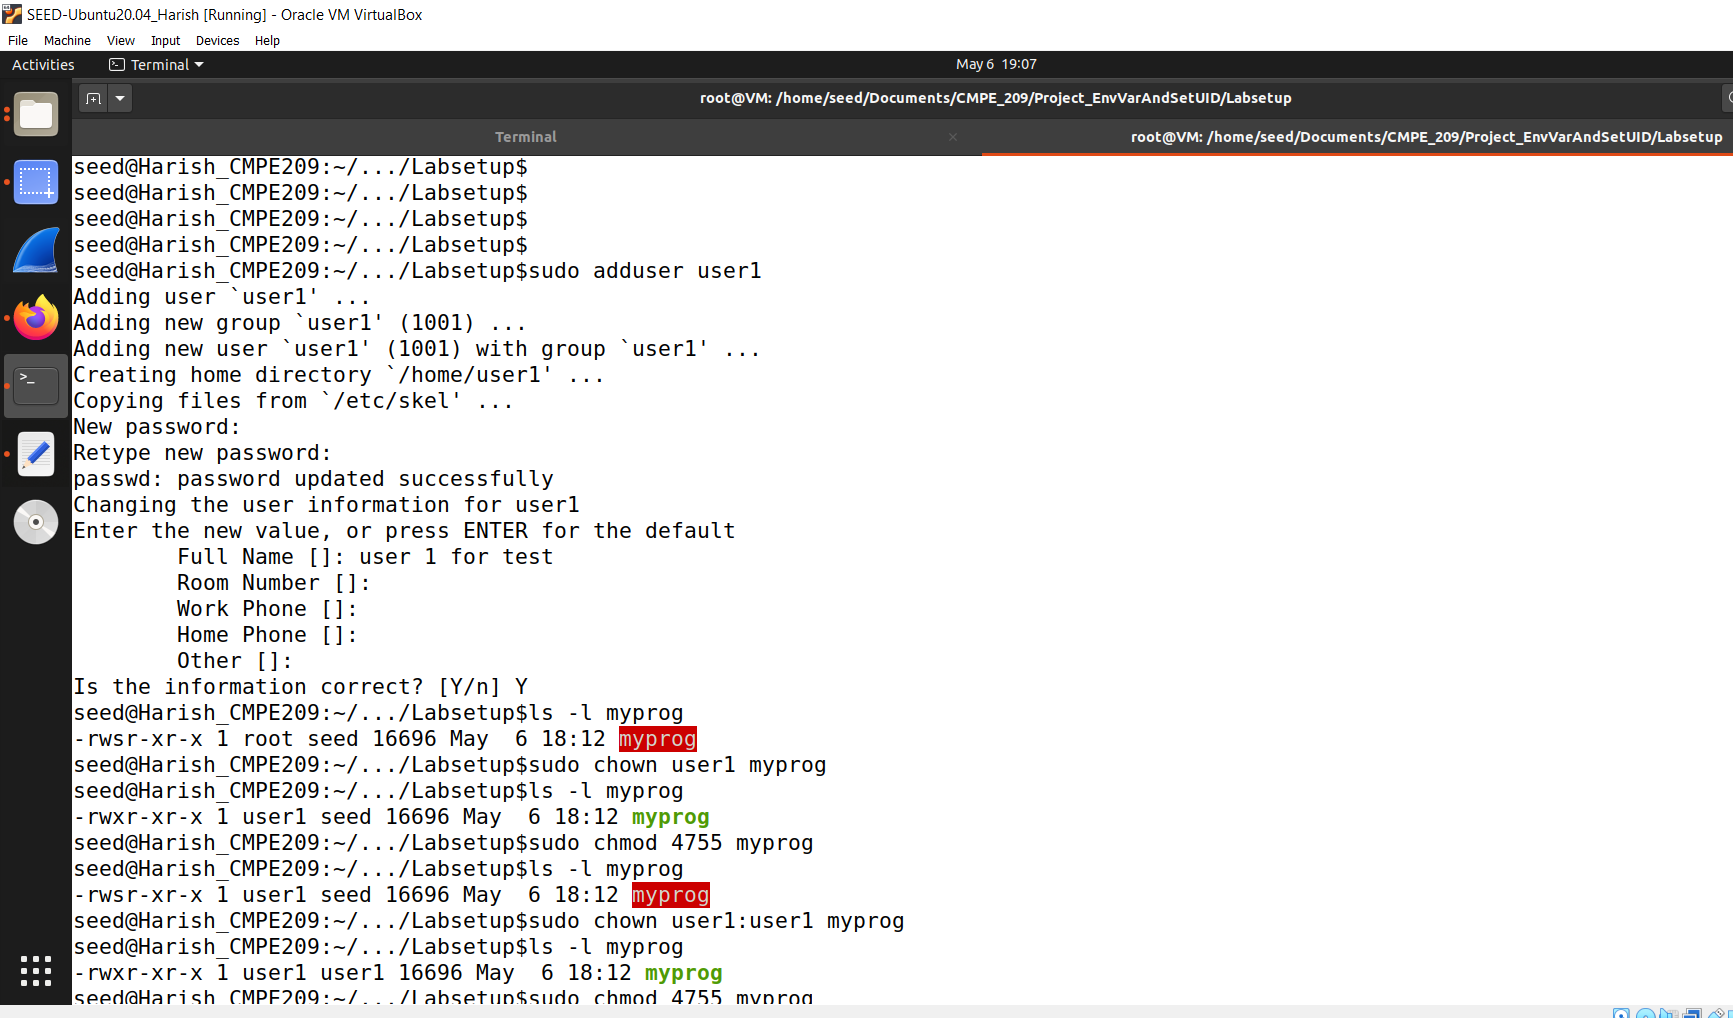 SEED-Ubuntu20.04_Harish [Running] - Oracle VM VirtualBox
File Machine View Input Devices Help
Activities Terminal May 6 19:07
root@VM: /home/seed/Documents/CMPE_209/Project_EnvVarAndSetUID/Labsetup
Terminal × root@VM: /home/seed/Documents/CMPE_209/Project_EnvVarAndSetUID/Labsetup
seed@Harish_CMPE209:~/.../Labsetup$
seed@Harish_CMPE209:~/.../Labsetup$
seed@Harish_CMPE209:~/.../Labsetup$
seed@Harish_CMPE209:~/.../Labsetup$
seed@Harish_CMPE209:~/.../Labsetup$sudo adduser user1
Adding user `user1' ...
Adding new group `user1' (1001) ...
Adding new user `user1' (1001) with group `user1' ...
Creating home directory `/home/user1' ...
Copying files from `/etc/skel' ...
New password:
Retype new password:
passwd: password updated successfully
Changing the user information for user1
Enter the new value, or press ENTER for the default
Full Name []: user 1 for test
Room Number []:
Work Phone []:
Home Phone []:
Other []:
Is the information correct? [Y/n] Y
seed@Harish_CMPE209:~/.../Labsetup$ls -l myprog
-rwsr-xr-x 1 root seed 16696 May  6 18:12 myprog
seed@Harish_CMPE209:~/.../Labsetup$sudo chown user1 myprog
seed@Harish_CMPE209:~/.../Labsetup$ls -l myprog
-rwxr-xr-x 1 user1 seed 16696 May  6 18:12 myprog
seed@Harish_CMPE209:~/.../Labsetup$sudo chmod 4755 myprog
seed@Harish_CMPE209:~/.../Labsetup$ls -l myprog
-rwsr-xr-x 1 user1 seed 16696 May  6 18:12 myprog
seed@Harish_CMPE209:~/.../Labsetup$sudo chown user1:user1 myprog
seed@Harish_CMPE209:~/.../Labsetup$ls -l myprog
-rwxr-xr-x 1 user1 user1 16696 May  6 18:12 myprog
seed@Harish_CMPE209:~/.../Labsetup$sudo chmod 4755 myprog